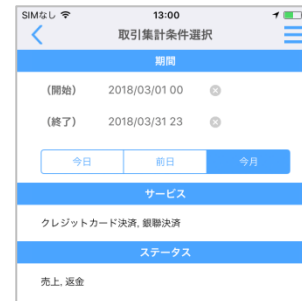 SIMなし 13:00
取引集計条件選択
期間
(開始) 2018/03/01 00
(終了) 2018/03/31 23
今日 前日 今月
サービス
クレジットカード決済, 銀聯決済
ステータス
売上, 返金